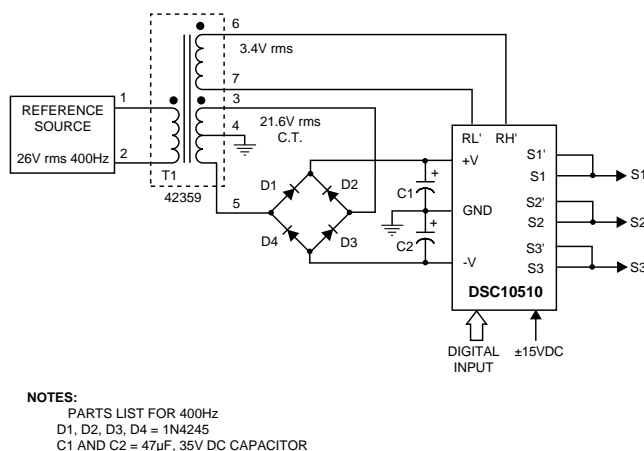 6
3.4V rms
7
1
3
REFERENCE
SOURCE
26V rms 400Hz
2
21.6V rms
C.T.
4
T1
42359
5
D1
D2
D4
D3
C1
+
C2
+
RL'
RH'
+V
GND
-V
S1'
S1
S2'
S2
S3'
S3
DSC10510
S1
S2
S3
DIGITAL
INPUT
±15VDC
NOTES:
PARTS LIST FOR 400Hz
D1, D2, D3, D4 = 1N4245
C1 AND C2 = 47µF, 35V DC CAPACITOR